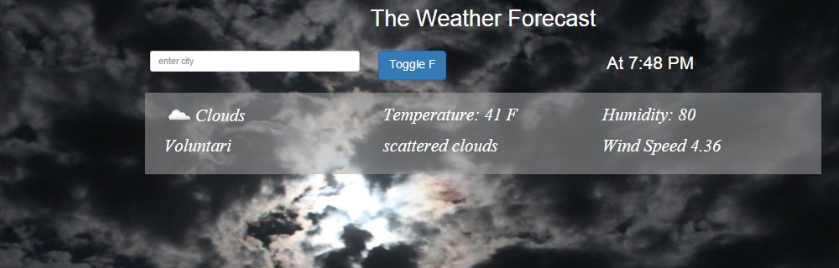 The Weather Forecast
enter city
Toggle F
At 7:48 PM
Clouds
Temperature: 41 F
Humidity: 80
Voluntari
scattered clouds
Wind Speed 4.36